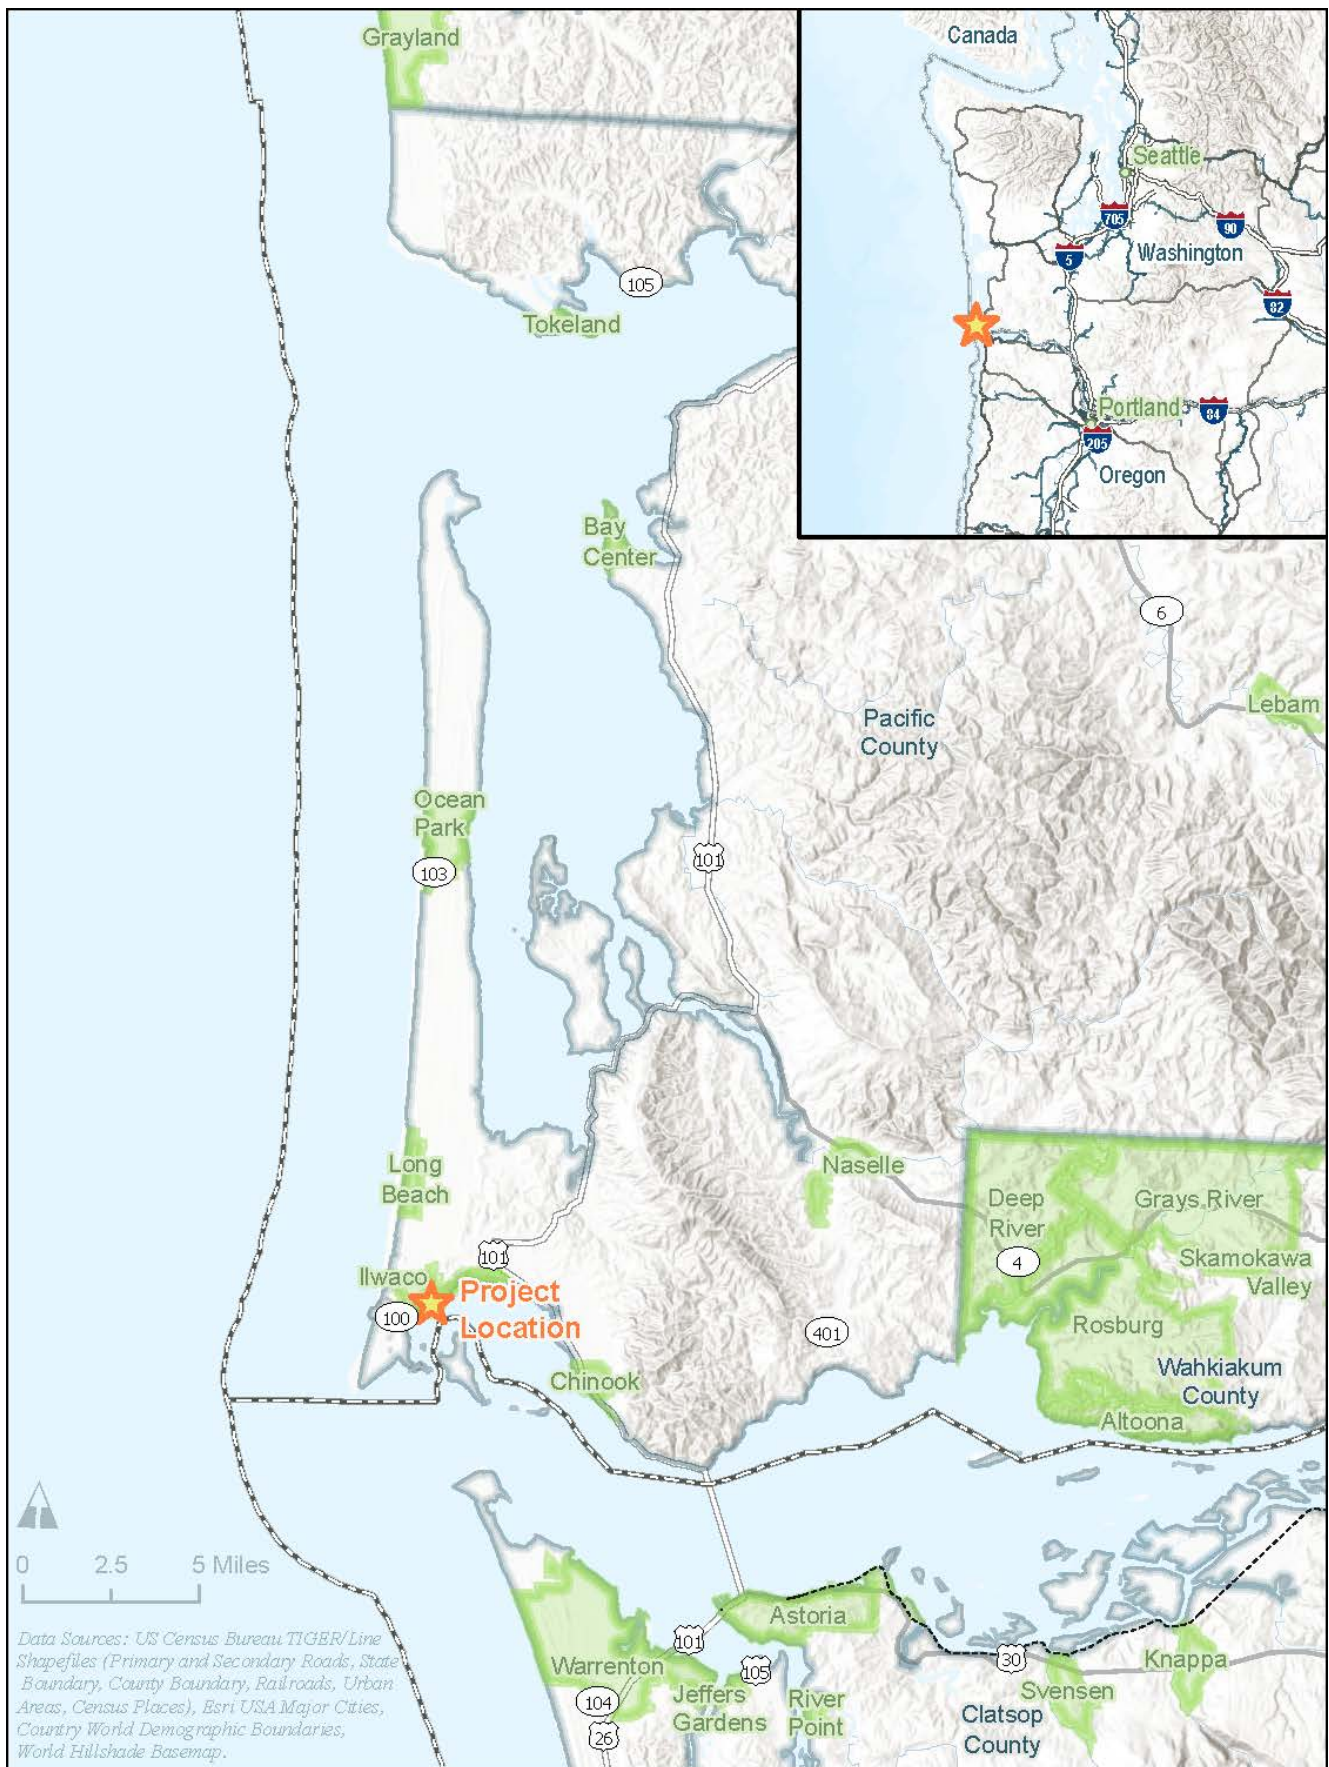 Grayland
Canada
Seattle
705
90
5
Washington
82
105
Tokeland
Portland
84
205
Oregon
Bay
Center
6
Lebam
Pacific
County
Ocean
Park
101
103
Naselle
Long
Beach
Deep
River
Grays River
4
Skamokawa
Valley
101
Ilwaco
Project
Location
100
401
Rosburg
Chinook
Wahkiakum
County
Altoona
0 2.5 5 Miles
Astoria
101
Warrenton
105
30
Knappa
Svensen
104
Jeffers
Gardens
River
Point
Clatsop
County
26
Data Sources: US Census Bureau TIGER/Line
Shapefiles (Primary and Secondary Roads, State
Boundary, County Boundary, Railroads, Urban
Areas, Census Places), Esri USA Major Cities,
Country World Demographic Boundaries,
World Hillshade Basemap.